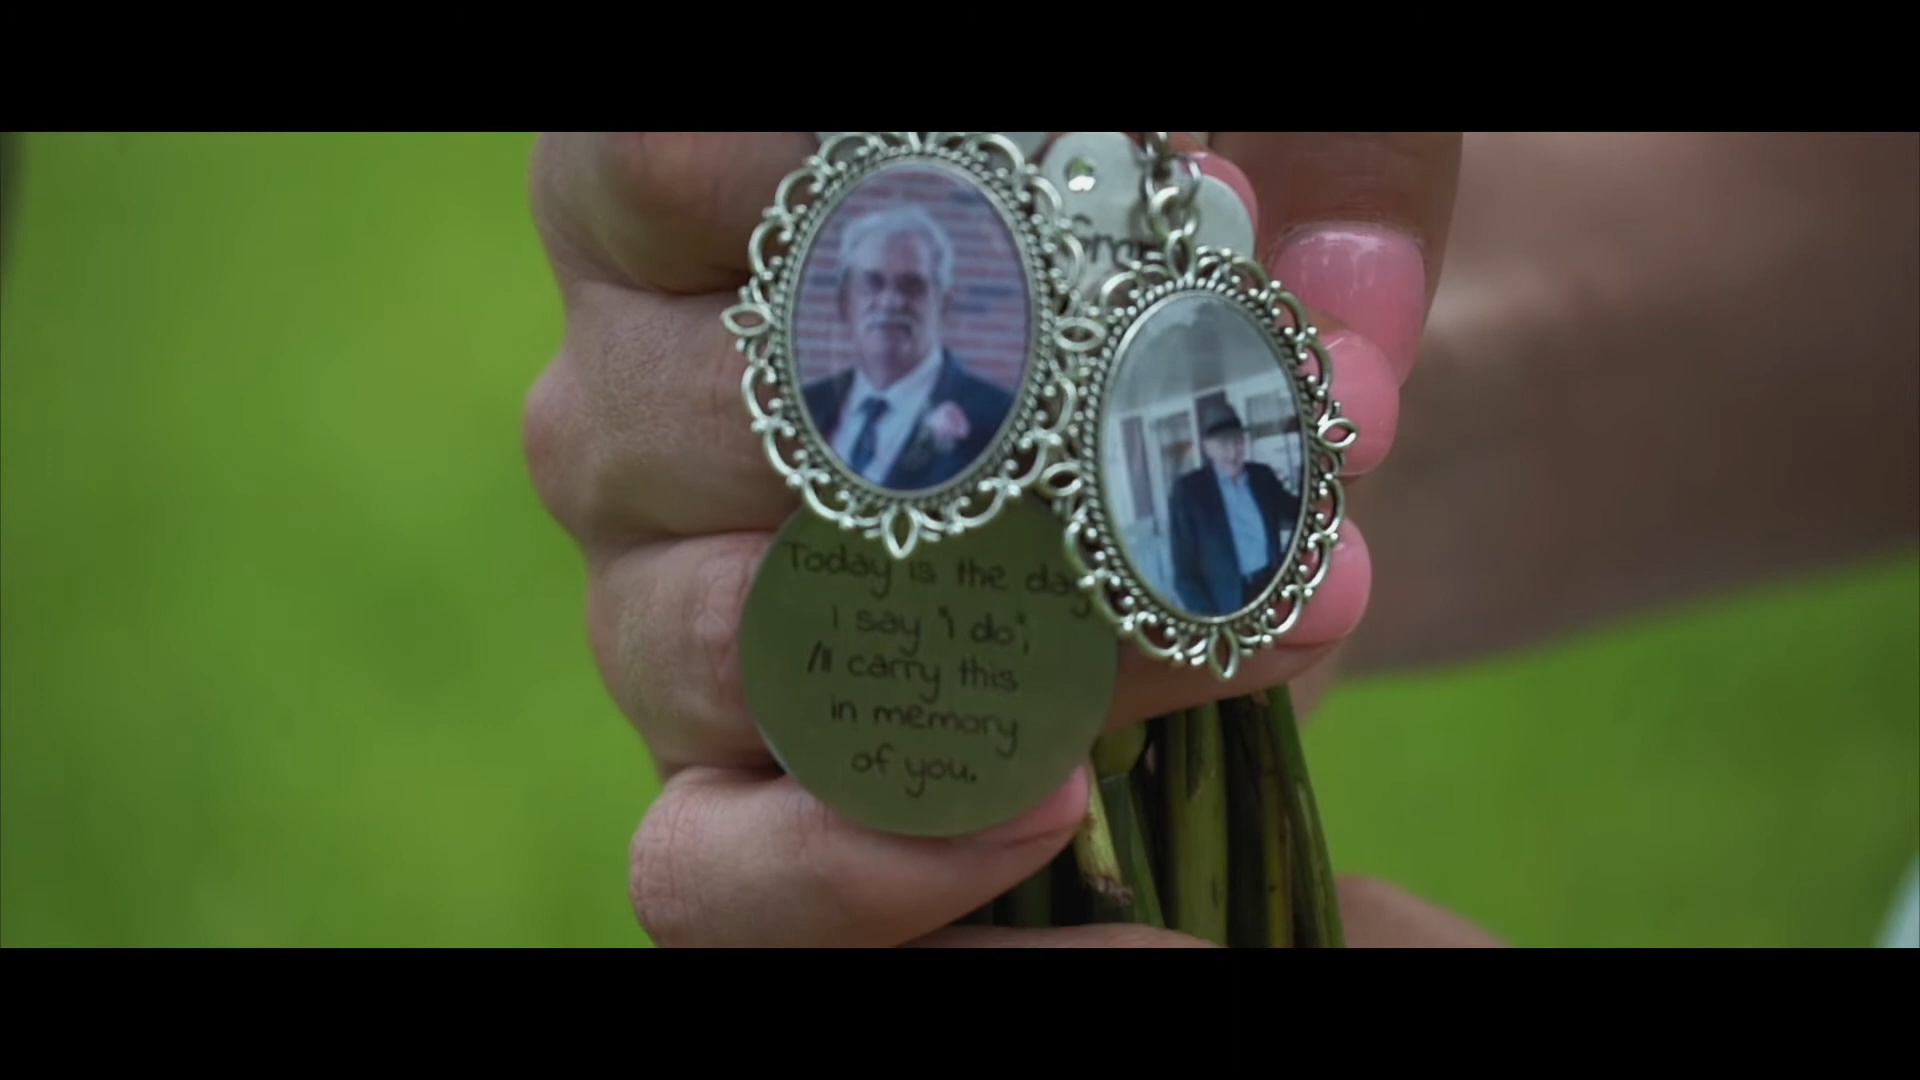 Today is the day
I say "i do",
I'll carry this
in memory
of you.